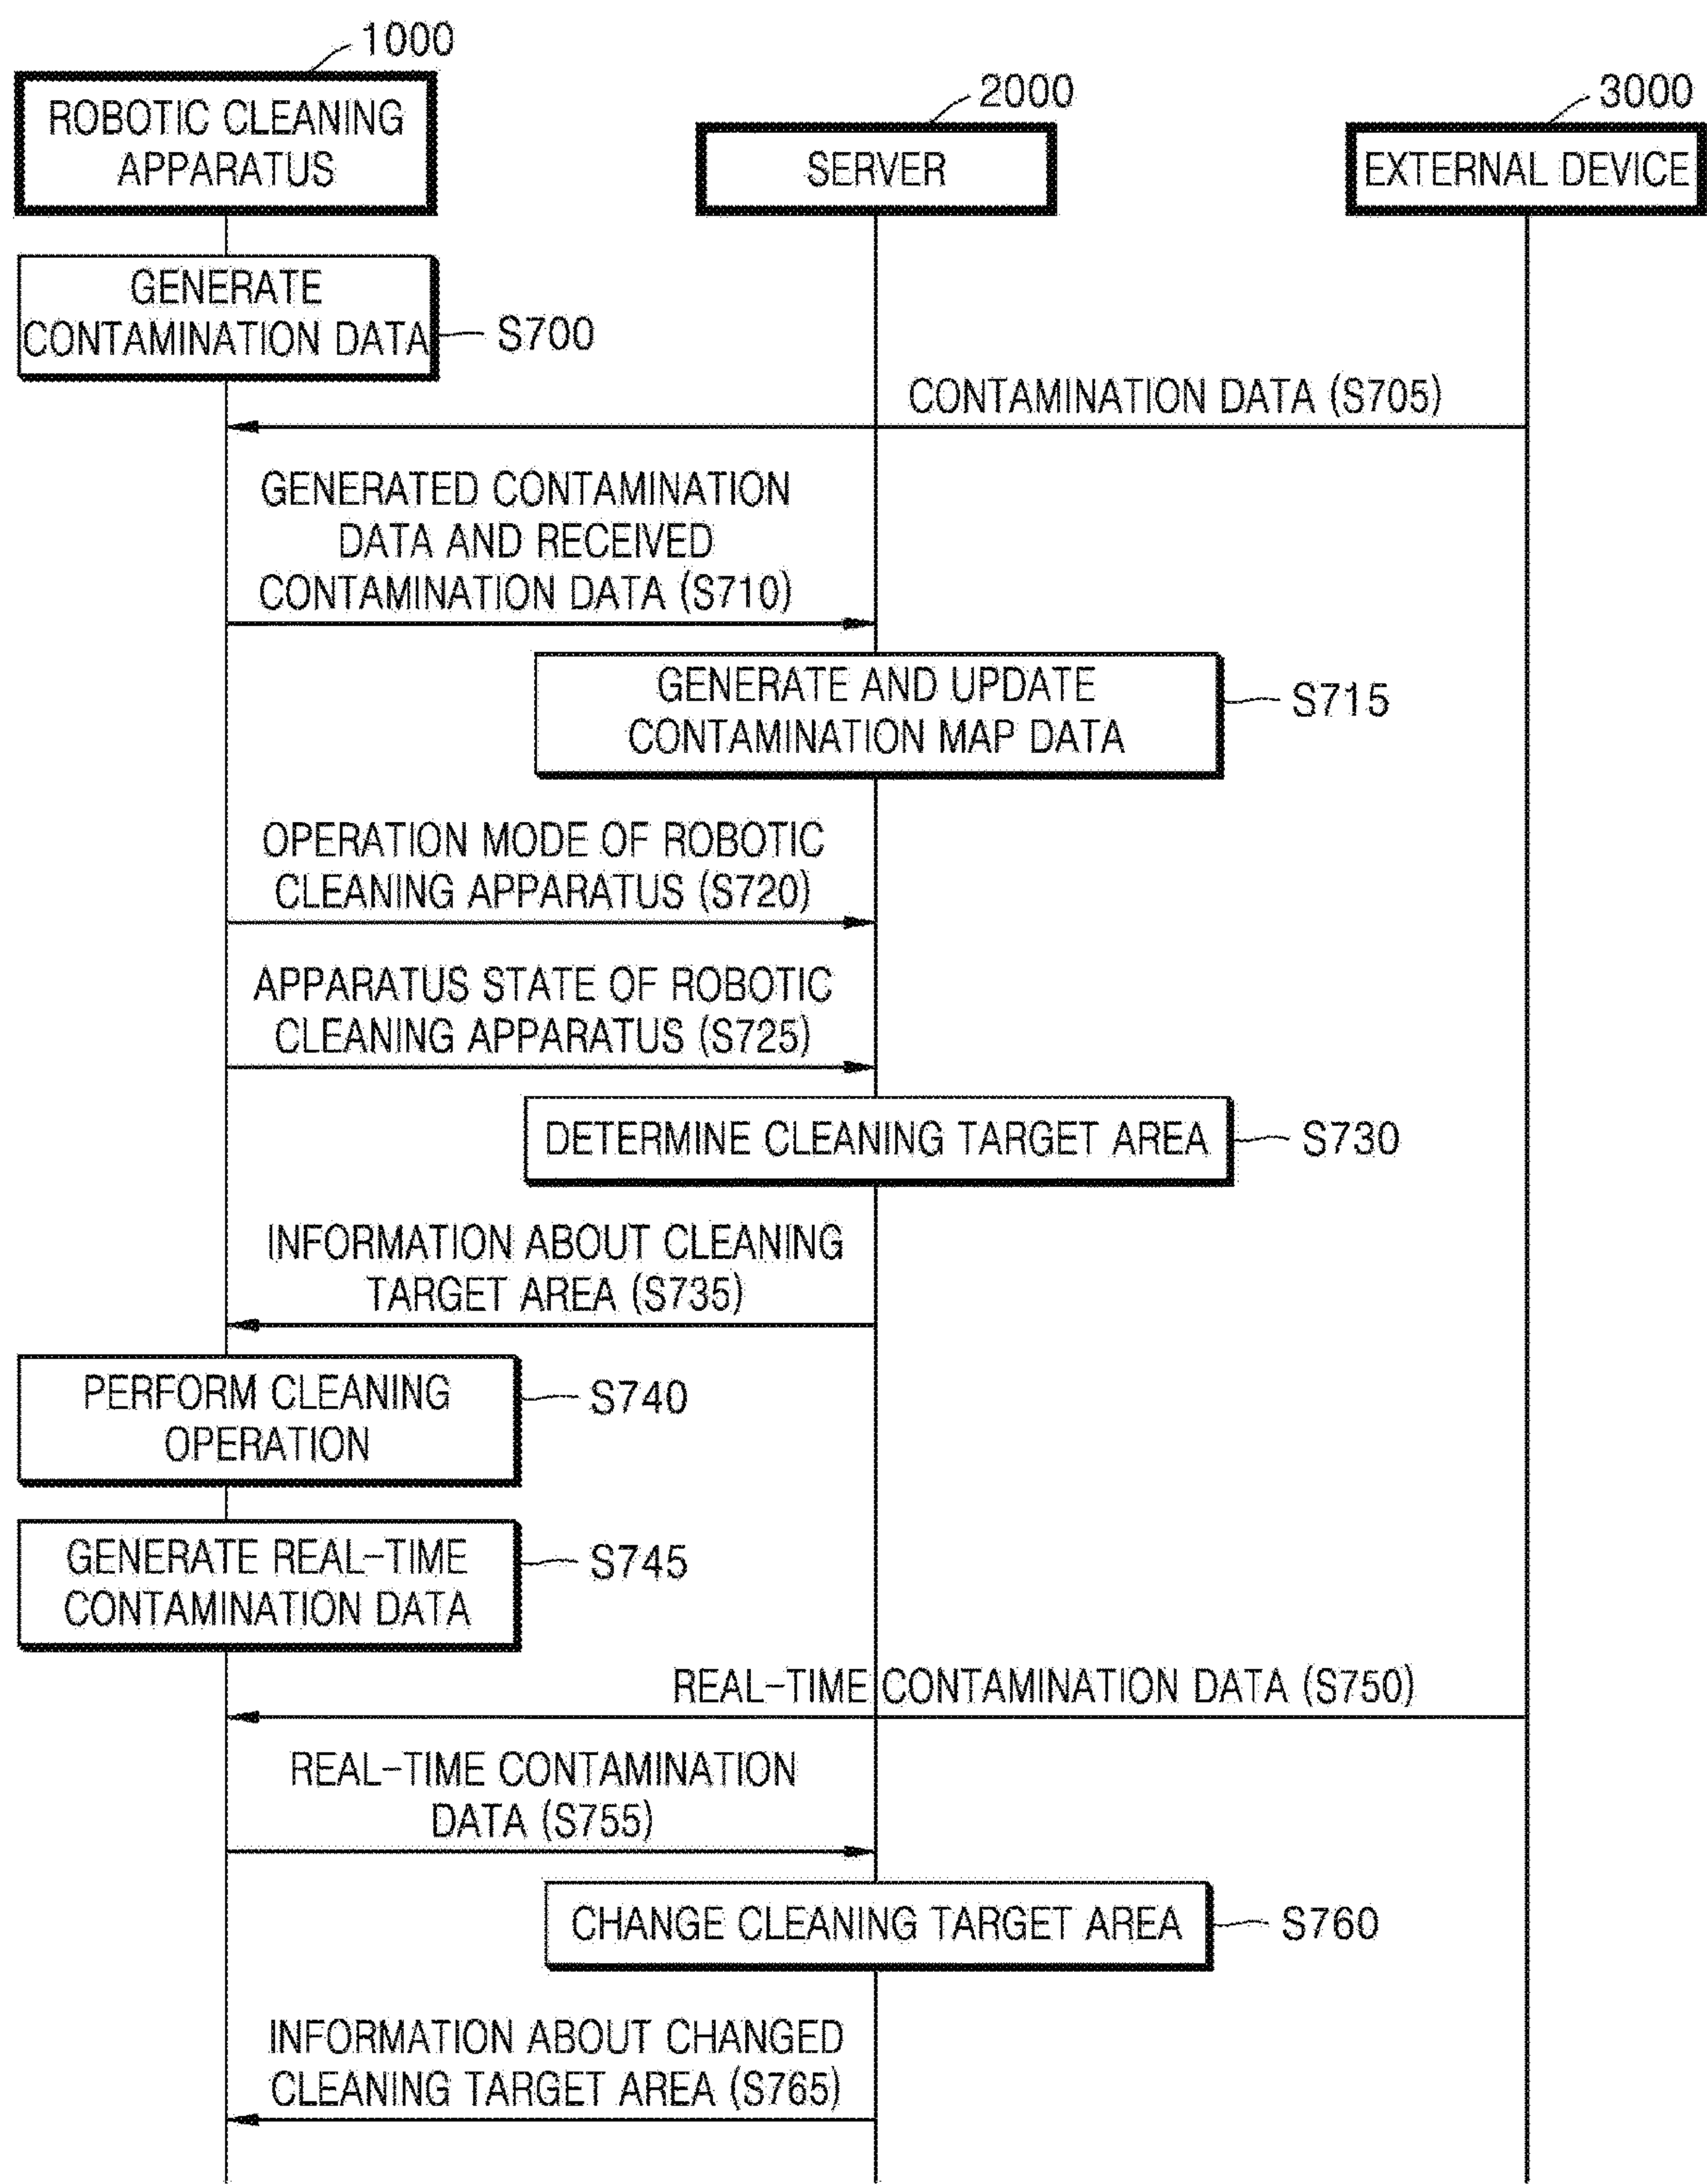 1000
ROBOTIC CLEANING
APPARATUS
2000
SERVER
3000
EXTERNAL DEVICE
GENERATE
CONTAMINATION DATA
S700
CONTAMINATION DATA (S705)
GENERATED CONTAMINATION
DATA AND RECEIVED
CONTAMINATION DATA (S710)
GENERATE AND UPDATE
CONTAMINATION MAP DATA
S715
OPERATION MODE OF ROBOTIC
CLEANING APPARATUS (S720)
APPARATUS STATE OF ROBOTIC
CLEANING APPARATUS (S725)
DETERMINE CLEANING TARGET AREA
S730
INFORMATION ABOUT CLEANING
TARGET AREA (S735)
PERFORM CLEANING
OPERATION
S740
GENERATE REAL-TIME
CONTAMINATION DATA
S745
REAL-TIME CONTAMINATION DATA (S750)
REAL-TIME CONTAMINATION
DATA (S755)
CHANGE CLEANING TARGET AREA
S760
INFORMATION ABOUT CHANGED
CLEANING TARGET AREA (S765)